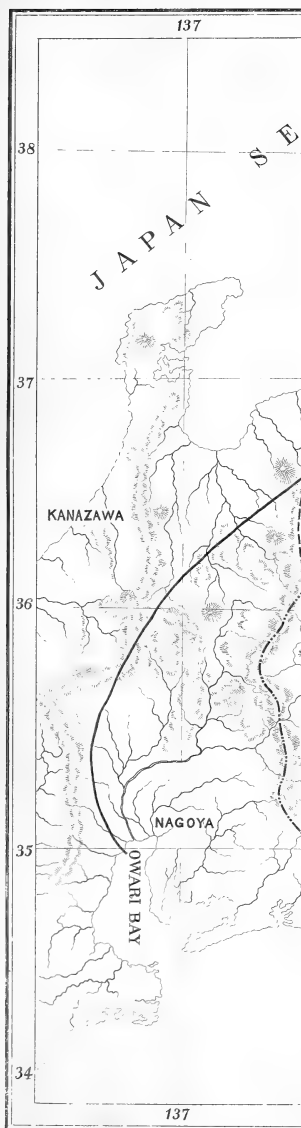 137
38
JAPAN SE
37
KANAZAWA
36
NAGOYA
35
OWARI BAY
34
137